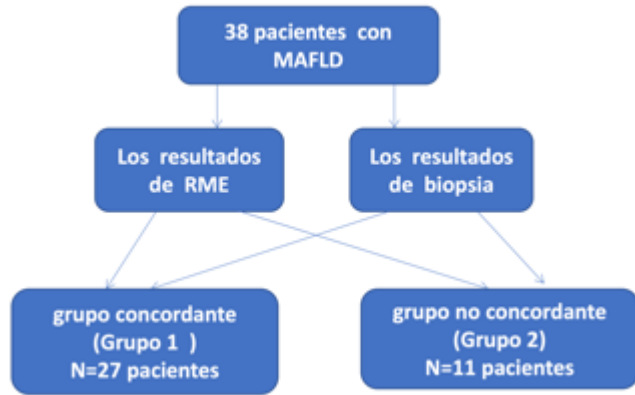 38 pacientes con
MAFLD
Los resultados
de RME
Los resultados
de biopsia
grupo concordante
(Grupo 1 )
N=27 pacientes
grupo no concordante
(Grupo 2)
N=11 pacientes